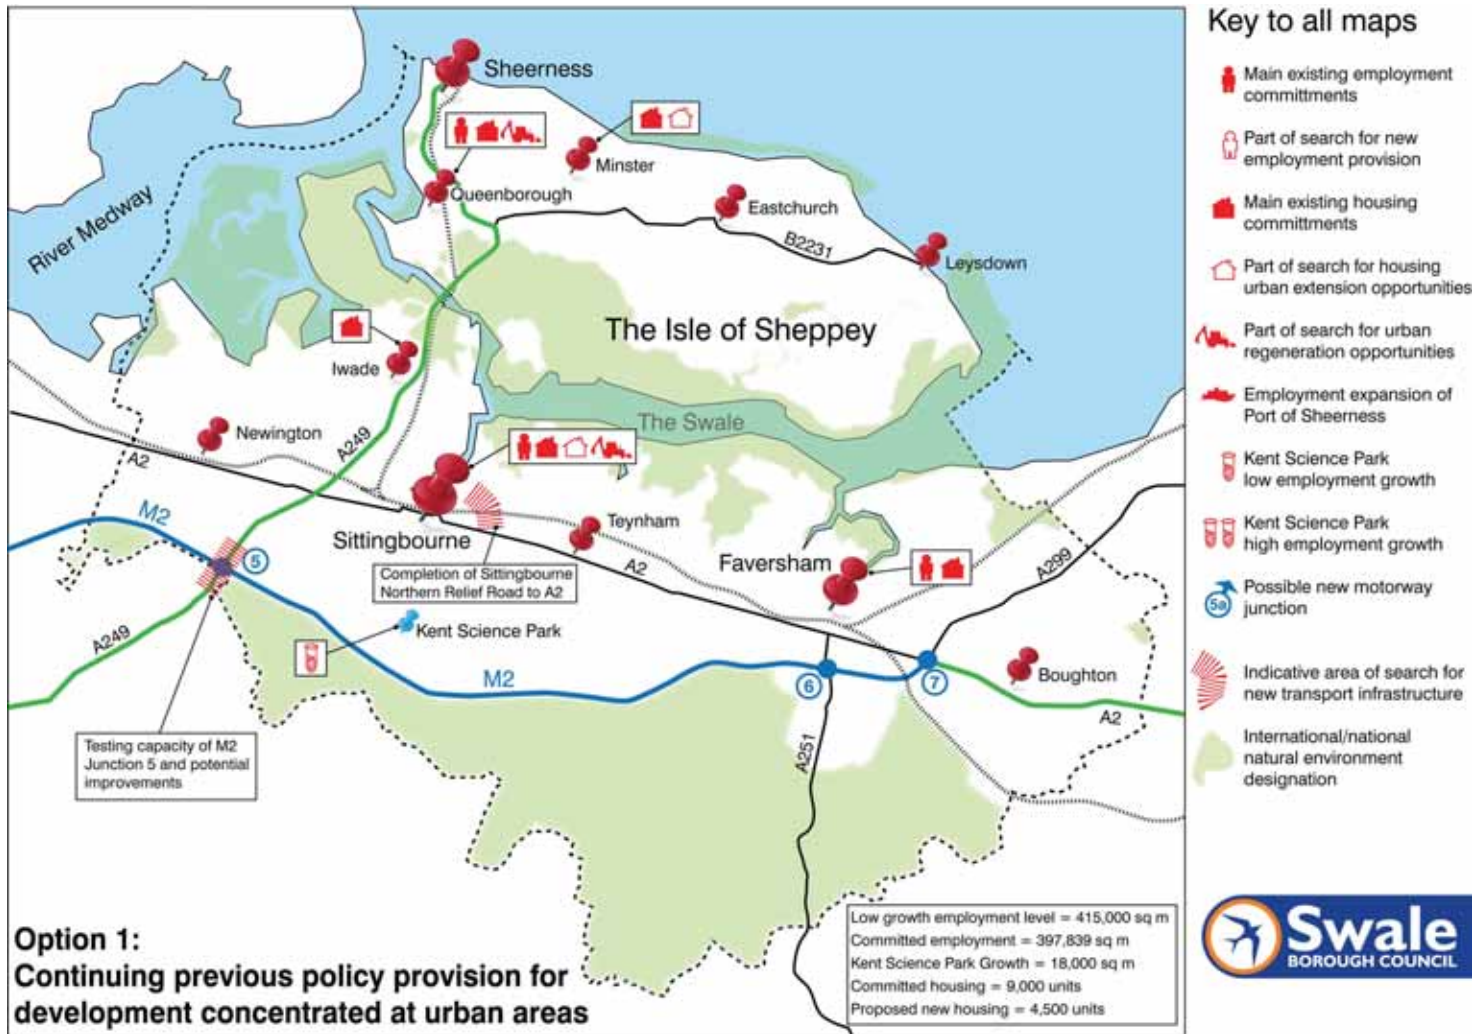 Key to all maps
Main existing employment
committments
Part of search for new
employment provision
Main existing housing
committments
Part of search for housing
urban extension opportunities
Part of search for urban
regeneration opportunities
Employment expansion of
Port of Sheerness
Kent Science Park
low employment growth
Kent Science Park
high employment growth
5a
Possible new motorway
junction
Indicative area of search for
new transport infrastructure
International/national
natural environment
designation
Swale
BOROUGH COUNCIL
Sheerness
Minster
Queenborough
Eastchurch
B2231
Leysdown
River Medway
The Isle of Sheppey
Iwade
The Swale
Newington
A249
A2
M2
Sittingbourne
Teynham
A2
Faversham
A299
5
Completion of Sittingbourne
Northern Relief Road to A2
Kent Science Park
A249
M2
6
7
Boughton
A2
A251
Testing capacity of M2
Junction 5 and potential
improvements
Low growth employment level = 415,000 sq m
Committed employment = 397,839 sq m
Kent Science Park Growth = 18,000 sq m
Committed housing = 9,000 units
Proposed new housing = 4,500 units
Option 1:
Continuing previous policy provision for
development concentrated at urban areas